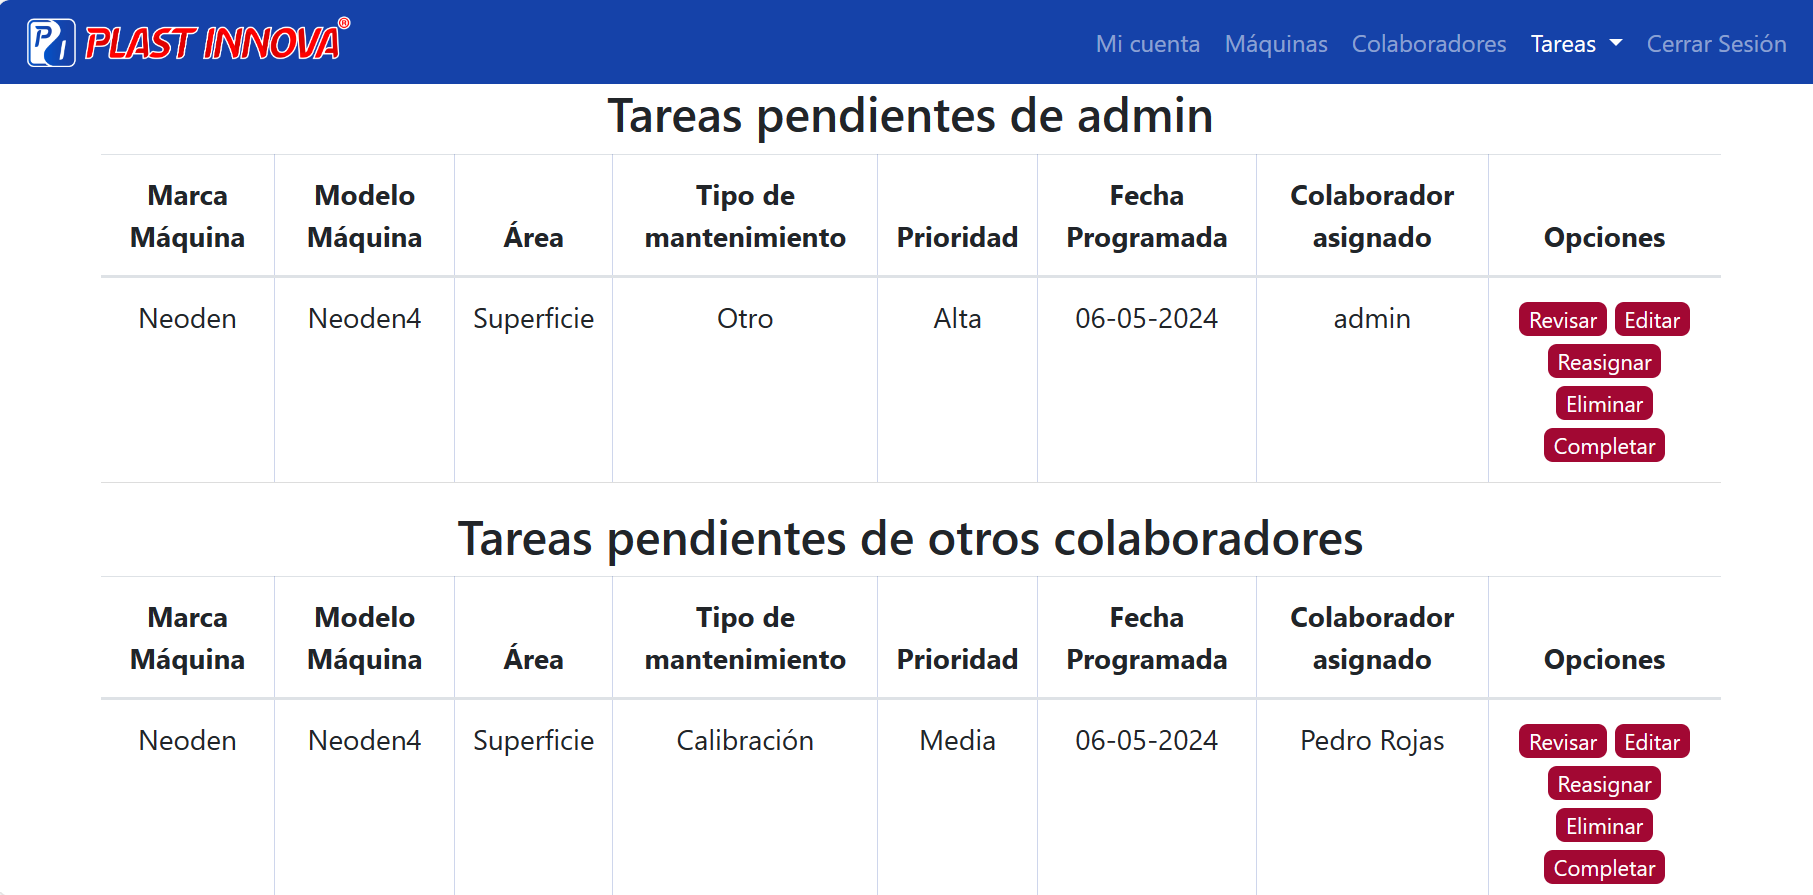 PI PLAST INNOVA®
Mi cuenta Máquinas Colaboradores Tareas Cerrar Sesión
Tareas pendientes de admin
Marca Máquina Modelo Máquina Área Tipo de mantenimiento Prioridad Fecha Programada Colaborador asignado Opciones
Neoden Neoden4 Superficie Otro Alta 06-05-2024 admin Revisar Editar
Reasignar
Eliminar
Completar
Tareas pendientes de otros colaboradores
Marca Máquina Modelo Máquina Área Tipo de mantenimiento Prioridad Fecha Programada Colaborador asignado Opciones
Neoden Neoden4 Superficie Calibración Media 06-05-2024 Pedro Rojas Revisar Editar
Reasignar
Eliminar
Completar